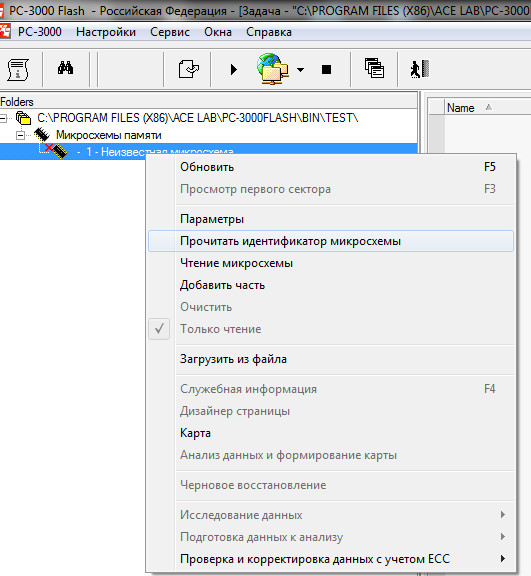 PC-3000 Flash - Российская Федерация - [Задача - "C:\PROGRAM FILES (X86)\ACE LAB\PC-3000
PC-3000 Настройки Сервис Окна Справка
Folders
Name
C:\PROGRAM FILES (X86)\ACE LAB\PC-3000FLASH\BIN\TEST\
Микросхемы памяти
- 1 - Неизвестная микросхема
Обновить F5
Просмотр первого сектора F3
Параметры
Прочитать идентификатор микросхемы
Чтение микросхемы
Добавить часть
Очистить
Только чтение
Загрузить из файла
Служебная информация F4
Дизайнер страницы
Карта
Анализ данных и формирование карты
Черновое восстановление
Исследование данных
Подготовка данных к анализу
Проверка и корректировка данных с учетом ECC